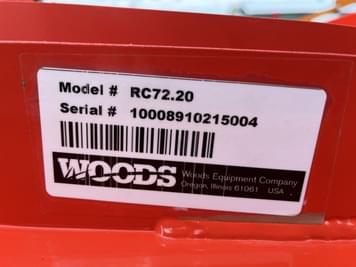 Model # RC72.20
Serial # 10008910215004
WOODS
Woods Equipment Company
Oregon, Illinois 61061 USA